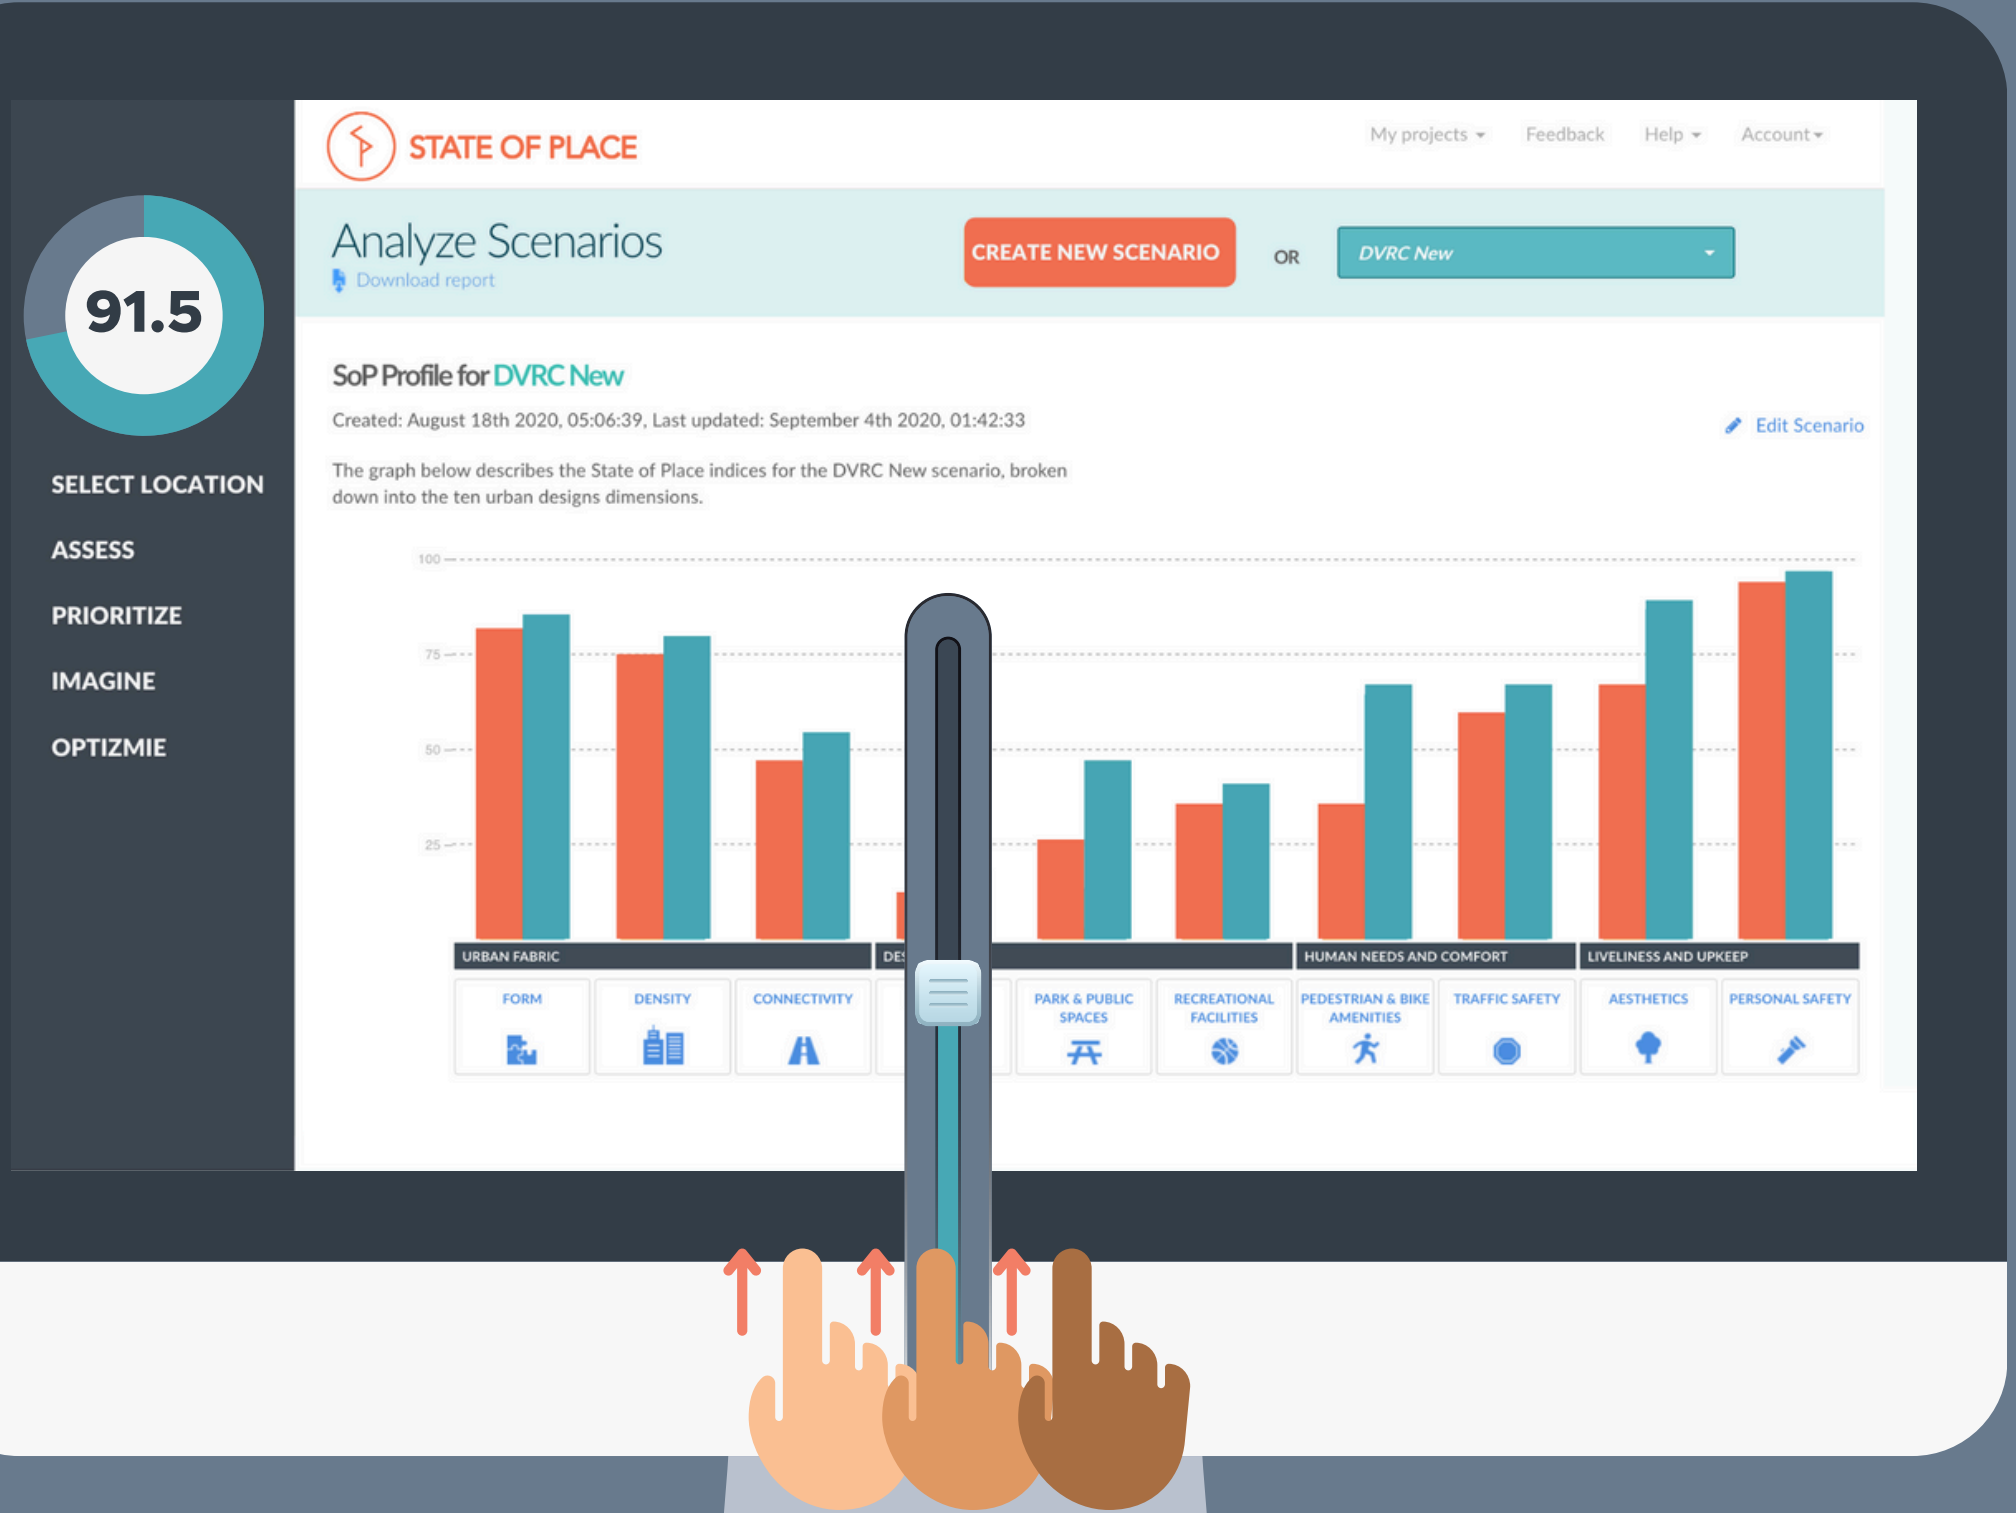 STATE OF PLACE
My projects
Feedback
Help
Account
Analyze Scenarios
Download report
CREATE NEW SCENARIO
OR
DVRC New
91.5
SELECT LOCATION
ASSESS
PRIORITIZE
IMAGINE
OPTIZMIE
SoP Profile for DVRC New
Created: August 18th 2020, 05:06:39, Last updated: September 4th 2020, 01:42:33
Edit Scenario
The graph below describes the State of Place indices for the DVRC New scenario, broken
down into the ten urban designs dimensions.
100
75
50
25
URBAN FABRIC
HUMAN NEEDS AND COMFORT
LIVELINESS AND UPKEEP
FORM
DENSITY
CONNECTIVITY
PARK & PUBLIC
SPACES
RECREATIONAL
FACILITIES
PEDESTRIAN & BIKE
AMENITIES
TRAFFIC SAFETY
AESTHETICS
PERSONAL SAFETY